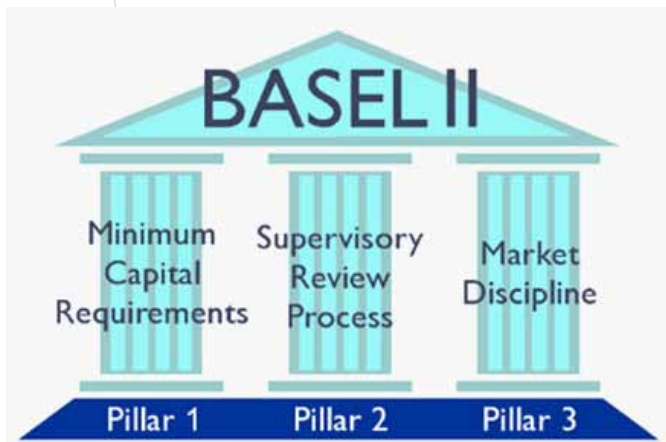 BASEL II
Minimum
Capital
Requirements
Supervisory
Review
Process
Market
Discipline
Pillar 1
Pillar 2
Pillar 3